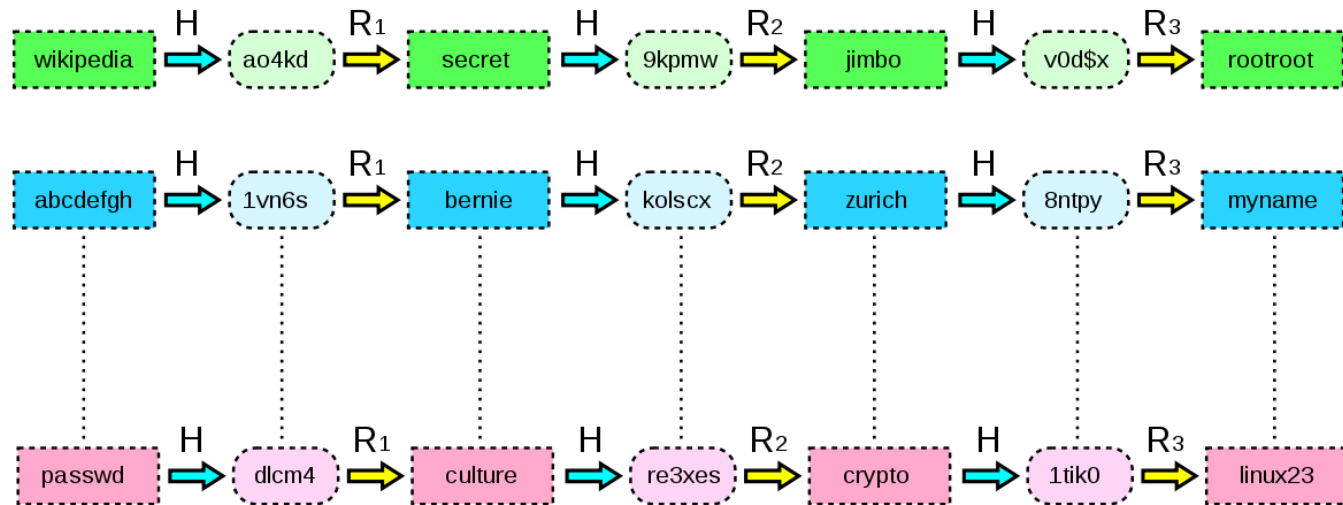 H R1 H R2 H R3
wikipedia ao4kd secret 9kpmw jimbo v0d$x rootroot
H R1 H R2 H R3
abcdefgh 1vn6s bernie kolscx zurich 8ntpy myname
H R1 H R2 H R3
passwd dlcm4 culture re3xes crypto 1tik0 linux23